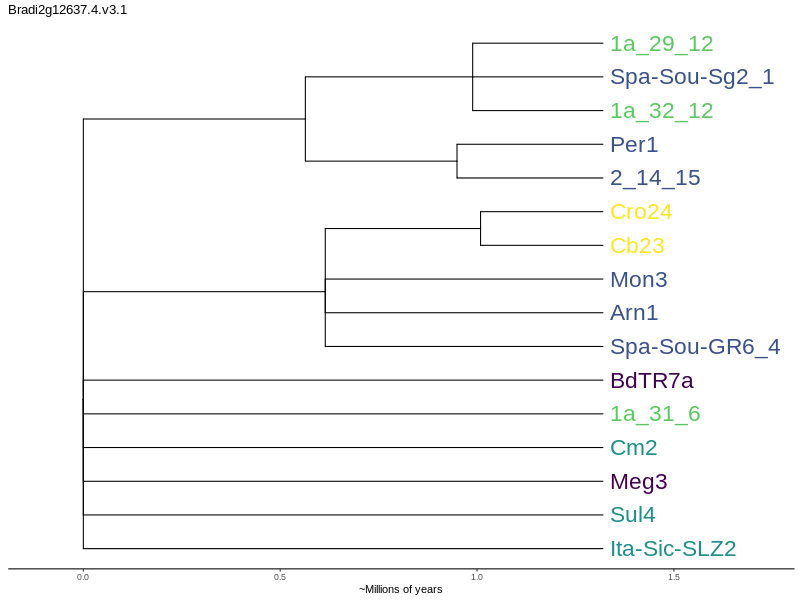 Bradi2g12637.4.v3.1
1a_29_12
Spa-Sou-Sg2_1
1a_32_12
Per1
2_14_15
Cro24
Cb23
Mon3
Arn1
Spa-Sou-GR6_4
BdTR7a
1a_31_6
Cm2
Meg3
Sul4
Ita-Sic-SLZ2
0.0 0.5 1.0 1.5
~Millions of years